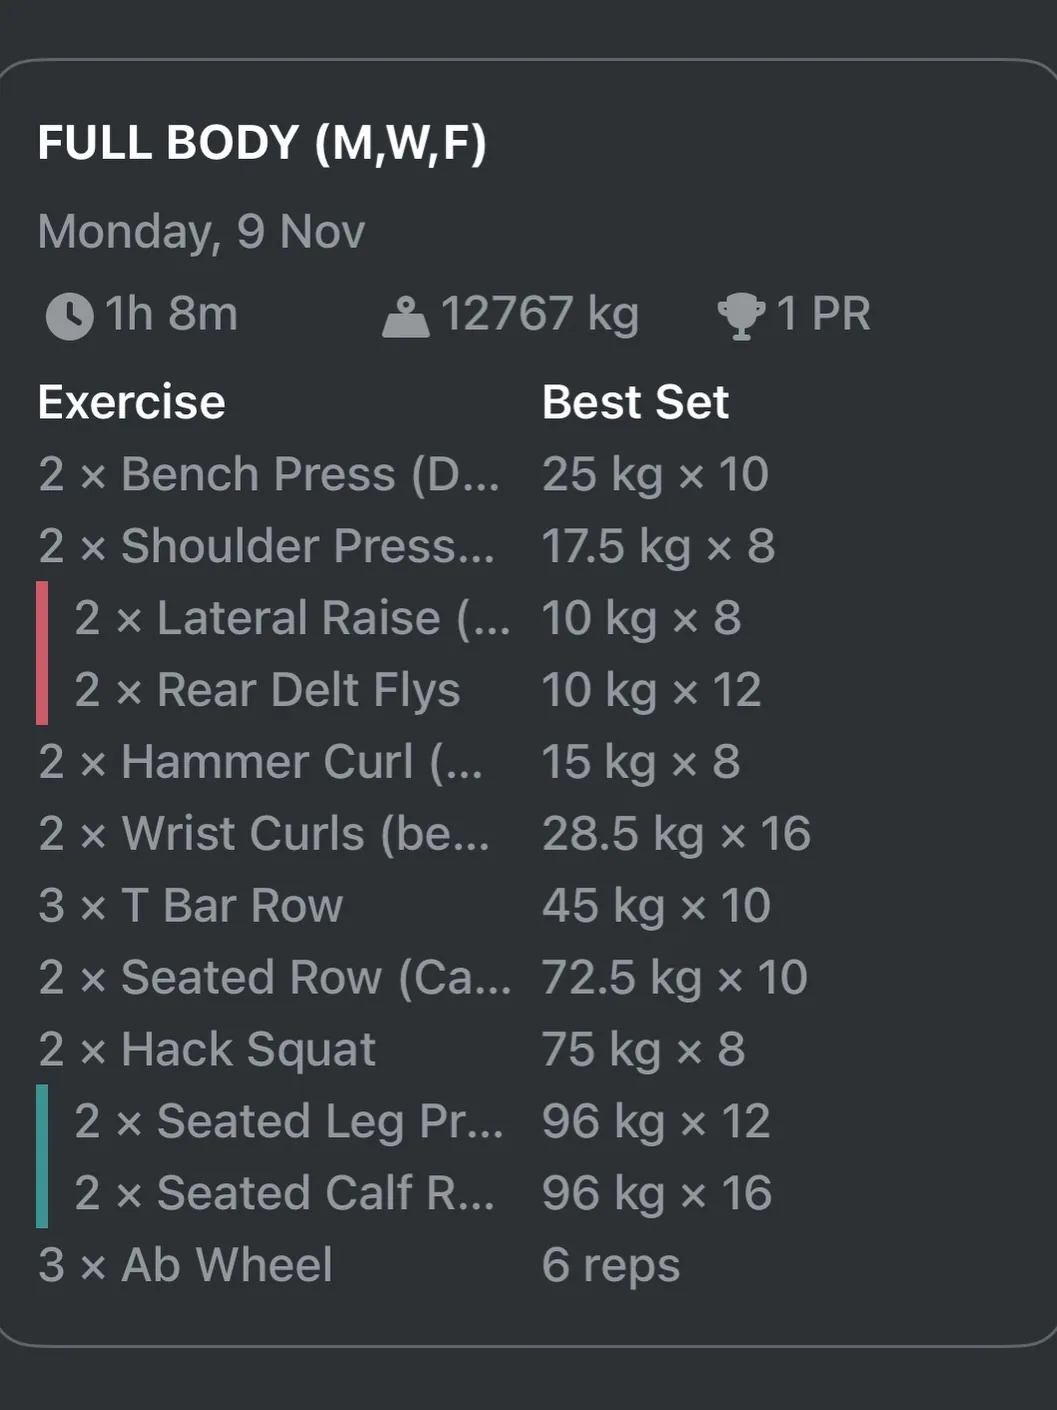 FULL BODY (M,W,F)
Monday, 9 Nov
1h 8m 12767 kg 1 PR
Exercise Best Set
2 × Bench Press (D... 25 kg × 10
2 × Shoulder Press... 17.5 kg × 8
2 × Lateral Raise (... 10 kg × 8
2 × Rear Delt Flys 10 kg × 12
2 × Hammer Curl (... 15 kg × 8
2 × Wrist Curls (be... 28.5 kg × 16
3 × T Bar Row 45 kg × 10
2 × Seated Row (Ca... 72.5 kg × 10
2 × Hack Squat 75 kg × 8
2 × Seated Leg Pr... 96 kg × 12
2 × Seated Calf R... 96 kg × 16
3 × Ab Wheel 6 reps